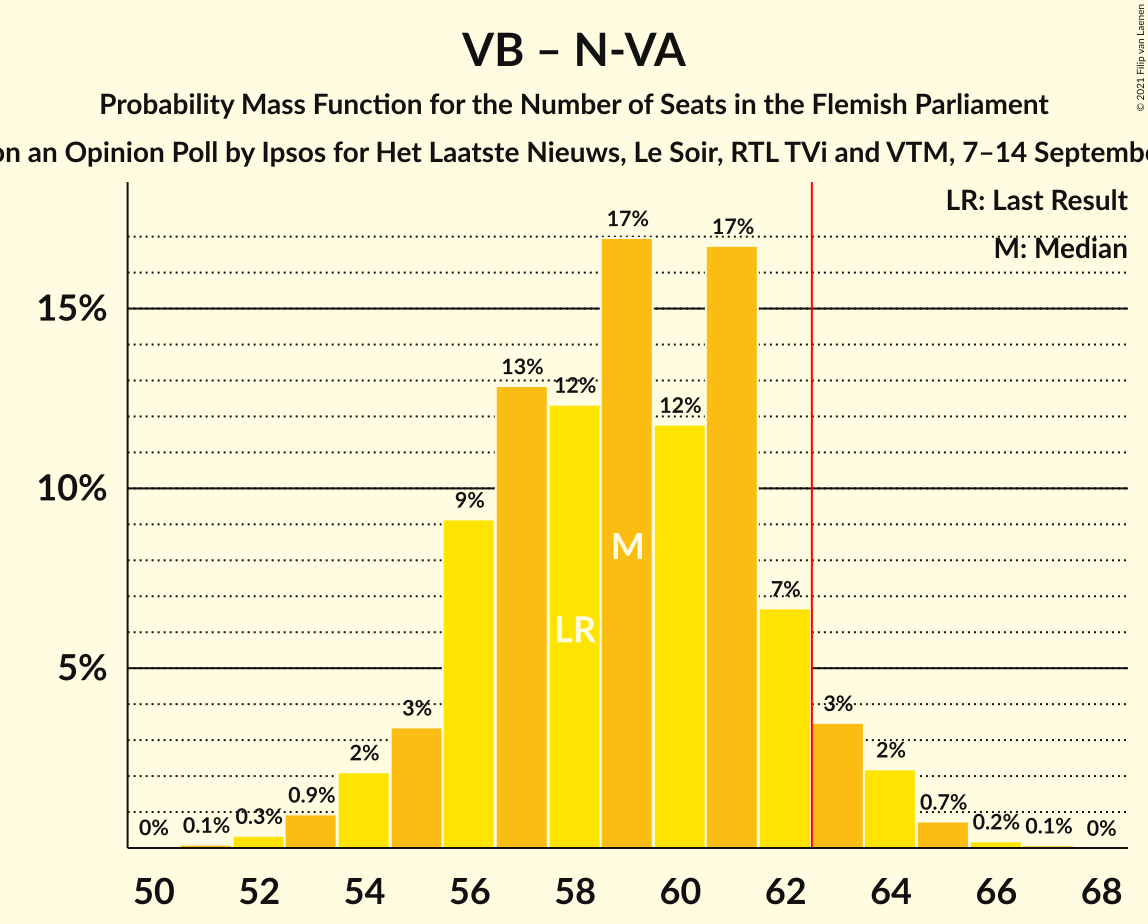 VB – N-VA
Probability Mass Function for the Number of Seats in the Flemish Parliament
on an Opinion Poll by Ipsos for Het Laatste Nieuws, Le Soir, RTL TVi and VTM, 7–14 Septembe
© 2021 Filip van Laenen
LR: Last Result
M: Median
15%
10%
5%
0%
0.1%
0.3%
0.9%
2%
3%
9%
13%
12%
17%
12%
17%
7%
3%
2%
0.7%
0.2%
0.1%
0%
M
LR
50 52 54 56 58 60 62 64 66 68